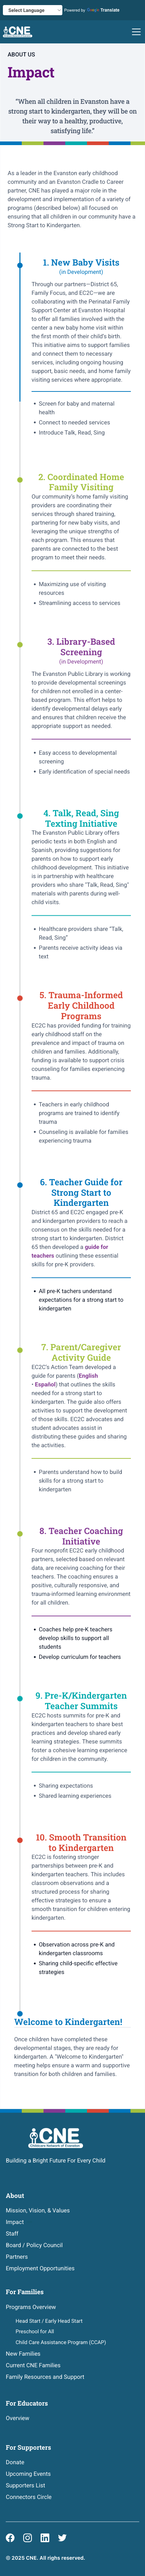 Select Language
Powered by Google Translate
CNE
ABOUT US
Impact
"When all children in Evanston have a
strong start to kindergarten, they will be on
their way to a healthy, productive,
satisfying life."
As a leader in the Evanston early childhood
community and an Evanston Cradle to Career
partner, CNE has played a major role in the
development and implementation of a variety of
programs (described below) all focused on
ensuring that all children in our community have a
Strong Start to Kindergarten.
1. New Baby Visits
(in Development)
Through our partners—District 65,
Family Focus, and EC2C—we are
collaborating with the Perinatal Family
Support Center at Evanston Hospital
to offer all families involved with the
center a new baby home visit within
the first month of their child's birth.
This initiative aims to support families
and connect them to necessary
services, including ongoing housing
support, basic needs, and home family
visiting services where appropriate.
• Screen for baby and maternal
health
• Connect to needed services
• Introduce Talk, Read, Sing
2. Coordinated Home
Family Visiting
Our community's home family visiting
providers are coordinating their
services through shared training,
partnering for new baby visits, and
leveraging the unique strengths of
each program. This ensures that
parents are connected to the best
program to meet their needs.
• Maximizing use of visiting
resources
• Streamlining access to services
3. Library-Based
Screening
(in Development)
The Evanston Public Library is working
to provide developmental screenings
for children not enrolled in a center-
based program. This effort helps to
identify developmental delays early
and ensures that children receive the
appropriate support as needed.
• Easy access to developmental
screening
• Early identification of special needs
4. Talk, Read, Sing
Texting Initiative
The Evanston Public Library offers
periodic texts in both English and
Spanish, providing suggestions for
parents on how to support early
childhood development. This initiative
is in partnership with healthcare
providers who share "Talk, Read, Sing"
materials with parents during well-
child visits.
• Healthcare providers share "Talk,
Read, Sing"
• Parents receive activity ideas via
text
5. Trauma-Informed
Early Childhood
Programs
EC2C has provided funding for training
early childhood staff on the
prevalence and impact of trauma on
children and families. Additionally,
funding is available to support crisis
counseling for families experiencing
trauma.
• Teachers in early childhood
programs are trained to identify
trauma
• Counseling is available for families
experiencing trauma
6. Teacher Guide for
Strong Start to
Kindergarten
District 65 and EC2C engaged pre-K
and kindergarten providers to reach a
consensus on the skills needed for a
strong start to kindergarten. District
65 then developed a guide for
teachers outlining these essential
skills for pre-K providers.
• All pre-K tachers understand
expectations for a strong start to
kindergarten
7. Parent/Caregiver
Activity Guide
EC2C's Action Team developed a
guide for parents (English
• Español) that outlines the skills
needed for a strong start to
kindergarten. The guide also offers
activities to support the development
of those skills. EC2C advocates and
student advocates assist in
distributing these guides and sharing
the activities.
• Parents understand how to build
skills for a strong start to
kindergarten
8. Teacher Coaching
Initiative
Four nonprofit EC2C early childhood
partners, selected based on relevant
data, are receiving coaching for their
teachers. The coaching ensures a
positive, culturally responsive, and
trauma-informed learning environment
for all children.
• Coaches help pre-K teachers
develop skills to support all
students
• Develop curriculum for teachers
9. Pre-K/Kindergarten
Teacher Summits
EC2C hosts summits for pre-K and
kindergarten teachers to share best
practices and develop shared early
learning strategies. These summits
foster a cohesive learning experience
for children in the community.
• Sharing expectations
• Shared learning experiences
10. Smooth Transition
to Kindergarten
EC2C is fostering stronger
partnerships between pre-K and
kindergarten teachers. This includes
classroom observations and a
structured process for sharing
effective strategies to ensure a
smooth transition for children entering
kindergarten.
• Observation across pre-K and
kindergarten classrooms
• Sharing child-specific effective
strategies
Welcome to Kindergarten!
Once children have completed these
developmental stages, they are ready for
kindergarten. A "Welcome to Kindergarten"
meeting helps ensure a warm and supportive
transition for both children and families.
CNE
Childcare Network of Evanston
Building a Bright Future For Every Child
About
Mission, Vision, & Values
Impact
Staff
Board / Policy Council
Partners
Employment Opportunities
For Families
Programs Overview
Head Start / Early Head Start
Preschool for All
Child Care Assistance Program (CCAP)
New Families
Current CNE Families
Family Resources and Support
For Educators
Overview
For Supporters
Donate
Upcoming Events
Supporters List
Connectors Circle
© 2025 CNE. All rights reserved.